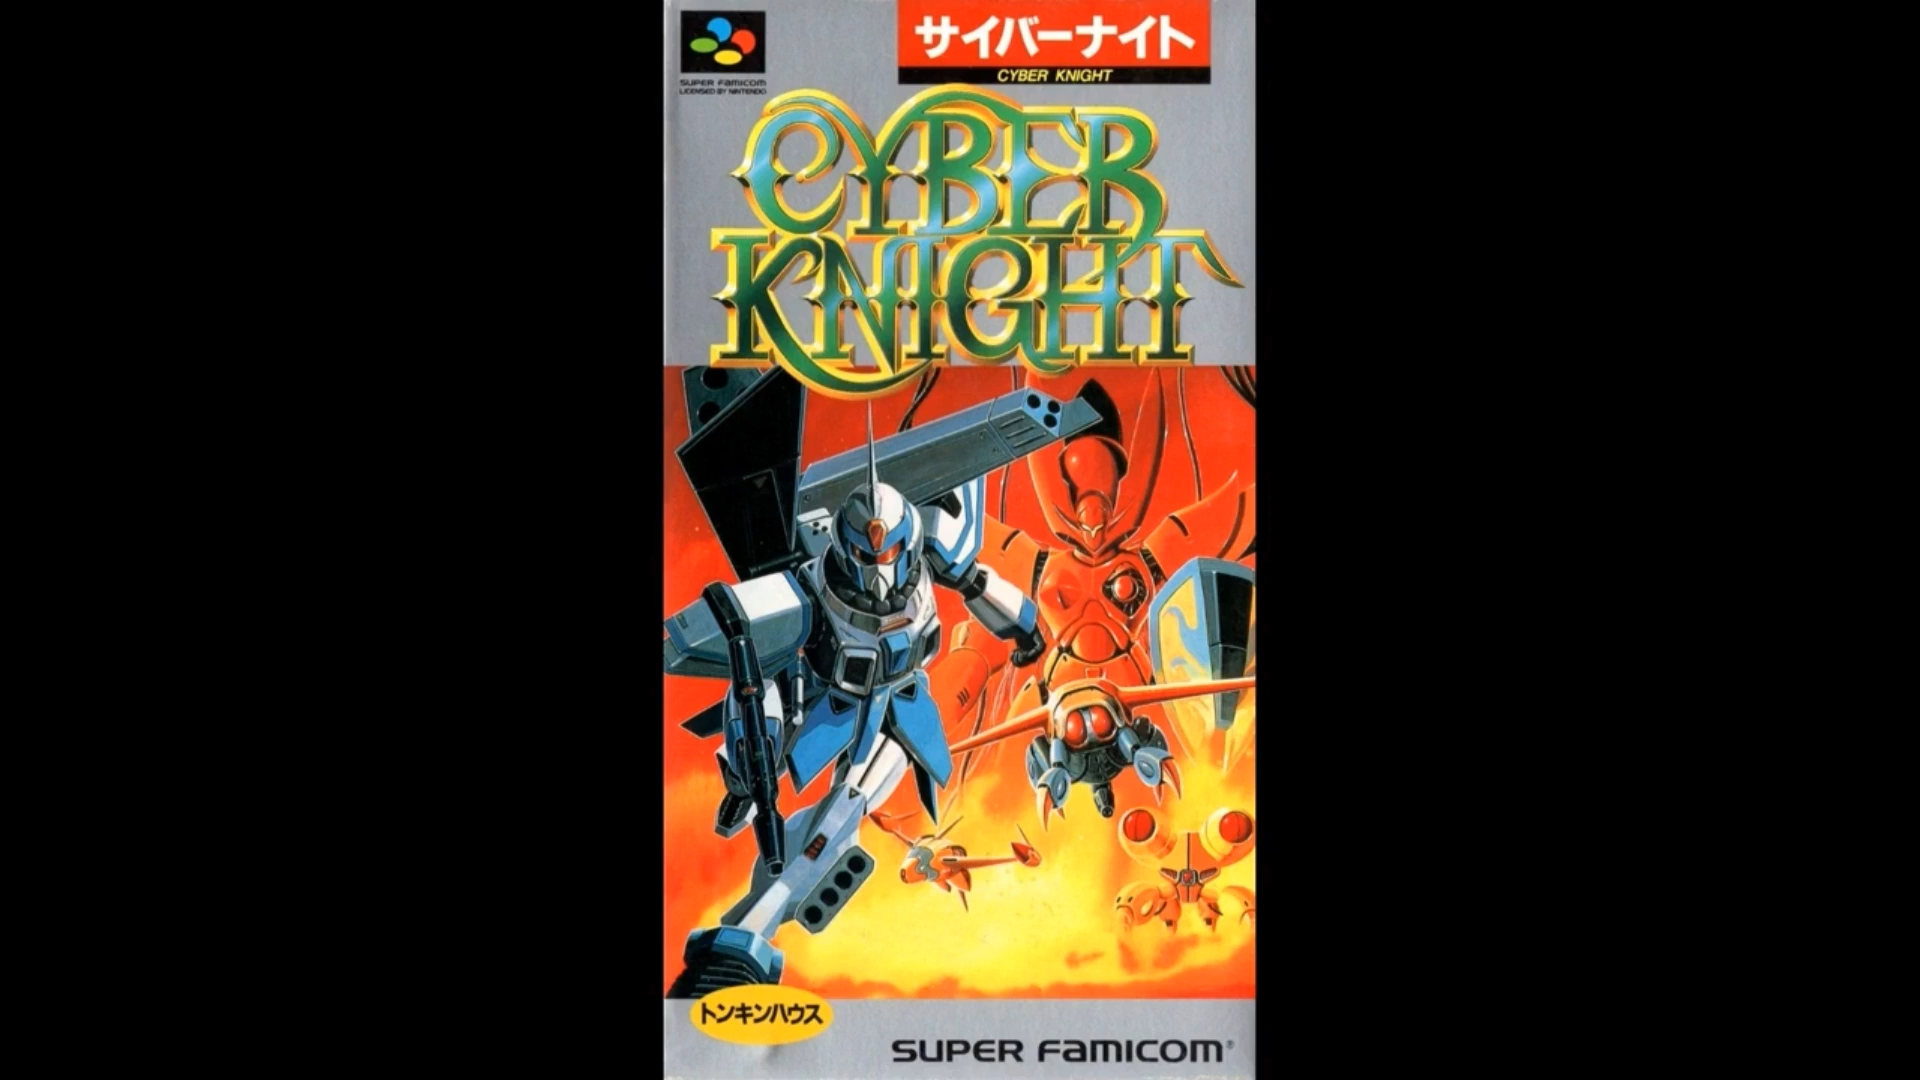 サイバーナイト
CYBER KNIGHT
SUPER FAMICOM
LICENSED BY NINTENDO
CYBER
KNIGHT
トンキンハウス
SUPER FAMICOM®